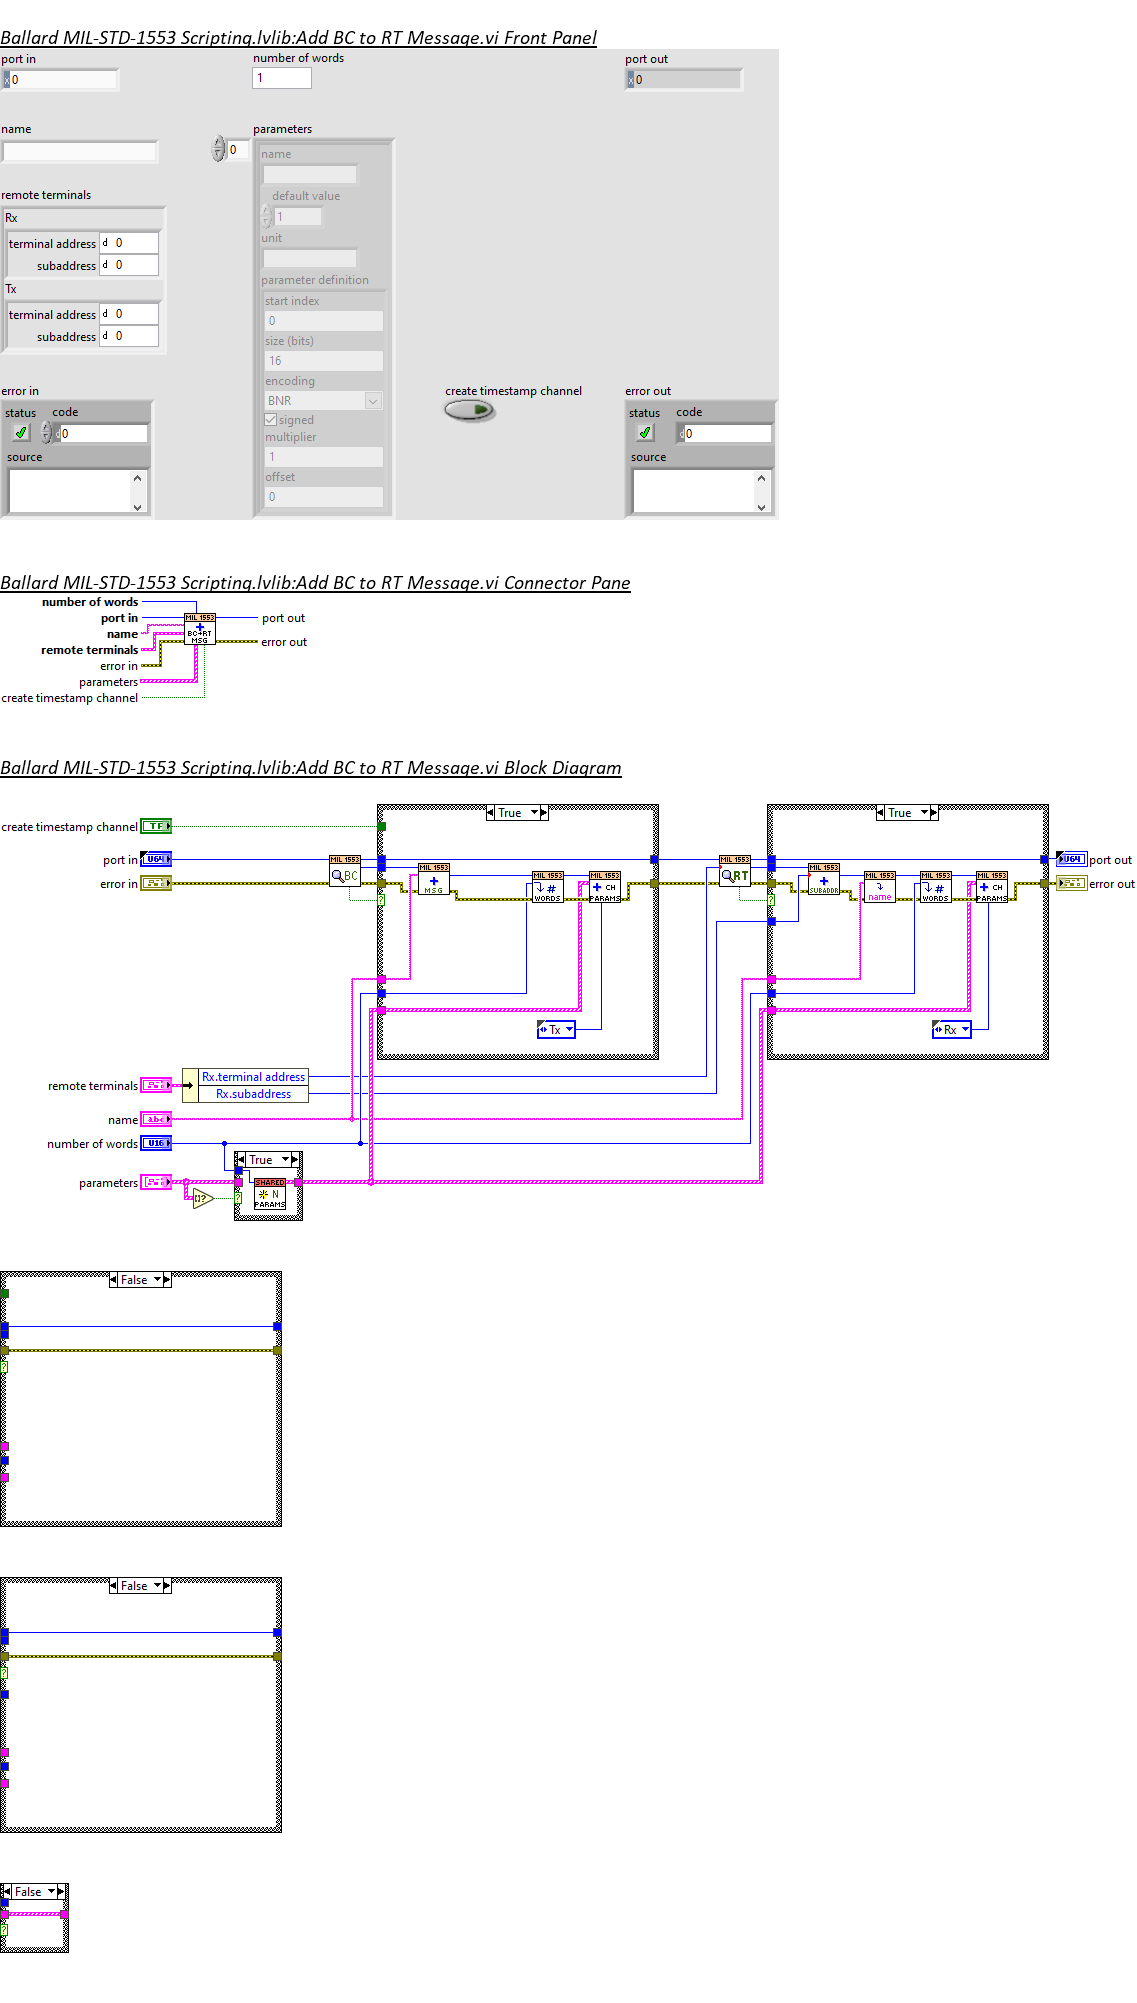 Ballard MIL-STD-1553 Scripting.lvlib:Add BC to RT Message.vi Front Panel
port in
number of words
port out
x 0
1
x 0
name
parameters
0
name
remote terminals
default value
Rx
1
terminal address d 0
unit
subaddress d 0
parameter definition
Tx
start index
terminal address d 0
0
subaddress d 0
size (bits)
16
encoding
error in
create timestamp channel
error out
BNR
status code
status code
signed
d 0
d 0
multiplier
source
1
source
offset
0
Ballard MIL-STD-1553 Scripting.lvlib:Add BC to RT Message.vi Connector Pane
number of words
port in
MIL 1553
port out
name
BC→RT
remote terminals
MSG
error out
error in
parameters
create timestamp channel
Ballard MIL-STD-1553 Scripting.lvlib:Add BC to RT Message.vi Block Diagram
True
True
create timestamp channel
TF
port in
U64
MIL 1553
BC
MIL 1553
MSG
MIL 1553
#
WORDS
MIL 1553
CH
PARAMS
MIL 1553
RT
MIL 1553
SUBADDR
MIL 1553
name
MIL 1553
#
WORDS
MIL 1553
CH
PARAMS
U64
port out
error in
?
?
error out
Tx
Rx
remote terminals
Rx.terminal address
Rx.subaddress
name
abc
number of words
U16
True
parameters
?
?
SHARED
N
PARAMS
False
?
False
?
False
?